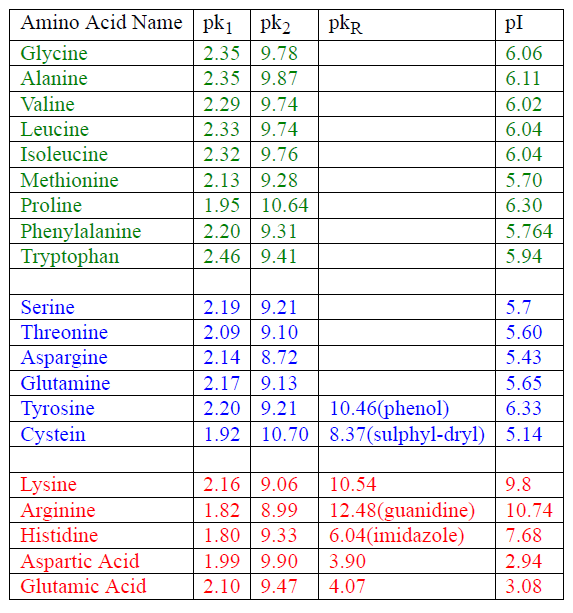 Amino Acid Name pk1 pk2 pkR pI
Glycine 2.35 9.78 6.06
Alanine 2.35 9.87 6.11
Valine 2.29 9.74 6.02
Leucine 2.33 9.74 6.04
Isoleucine 2.32 9.76 6.04
Methionine 2.13 9.28 5.70
Proline 1.95 10.64 6.30
Phenylalanine 2.20 9.31 5.764
Tryptophan 2.46 9.41 5.94
Serine 2.19 9.21 5.7
Threonine 2.09 9.10 5.60
Aspargine 2.14 8.72 5.43
Glutamine 2.17 9.13 5.65
Tyrosine 2.20 9.21 10.46(phenol) 6.33
Cystein 1.92 10.70 8.37(sulphyl-dryl) 5.14
Lysine 2.16 9.06 10.54 9.8
Arginine 1.82 8.99 12.48(guanidine) 10.74
Histidine 1.80 9.33 6.04(imidazole) 7.68
Aspartic Acid 1.99 9.90 3.90 2.94
Glutamic Acid 2.10 9.47 4.07 3.08